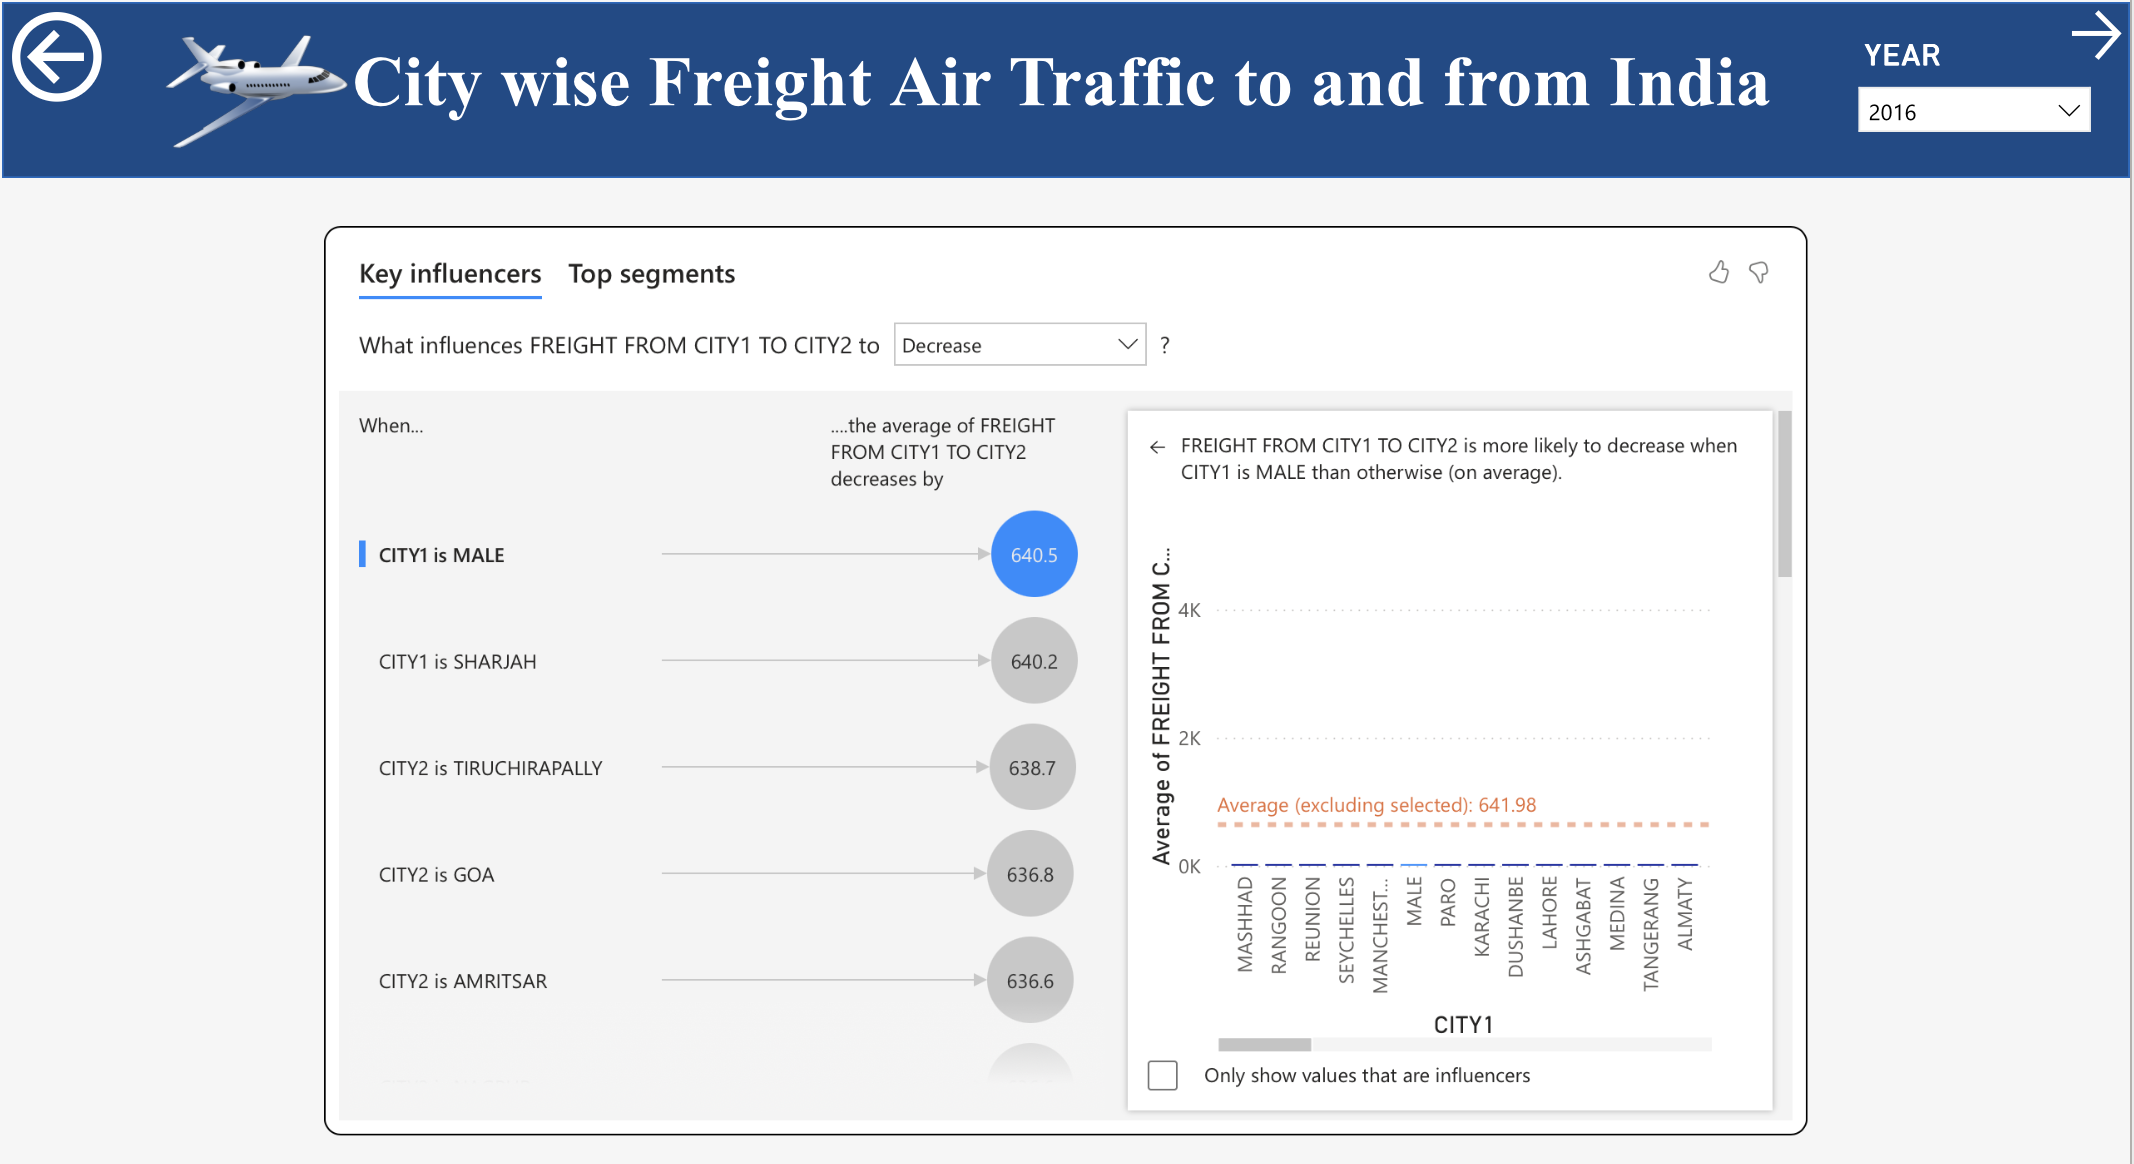 City wise Freight Air Traffic to and from India
YEAR
2016
Key influencers
Top segments
What influences FREIGHT FROM CITY1 TO CITY2 to
Decrease
?
When...
....the average of FREIGHT
FROM CITY1 TO CITY2
decreases by
CITY1 is MALE
640.5
CITY1 is SHARJAH
640.2
CITY2 is TIRUCHIRAPALLY
638.7
CITY2 is GOA
636.8
CITY2 is AMRITSAR
636.6
FREIGHT FROM CITY1 TO CITY2 is more likely to decrease when
CITY1 is MALE than otherwise (on average).
Average of FREIGHT FROM C...
4K
2K
Average (excluding selected): 641.98
0K
MASHHAD
RANGOON
REUNION
SEYCHELLES
MANCHEST...
MALE
PARO
KARACHI
DUSHANBE
LAHORE
ASHGABAT
MEDINA
TANGERANG
ALMATY
CITY1
Only show values that are influencers